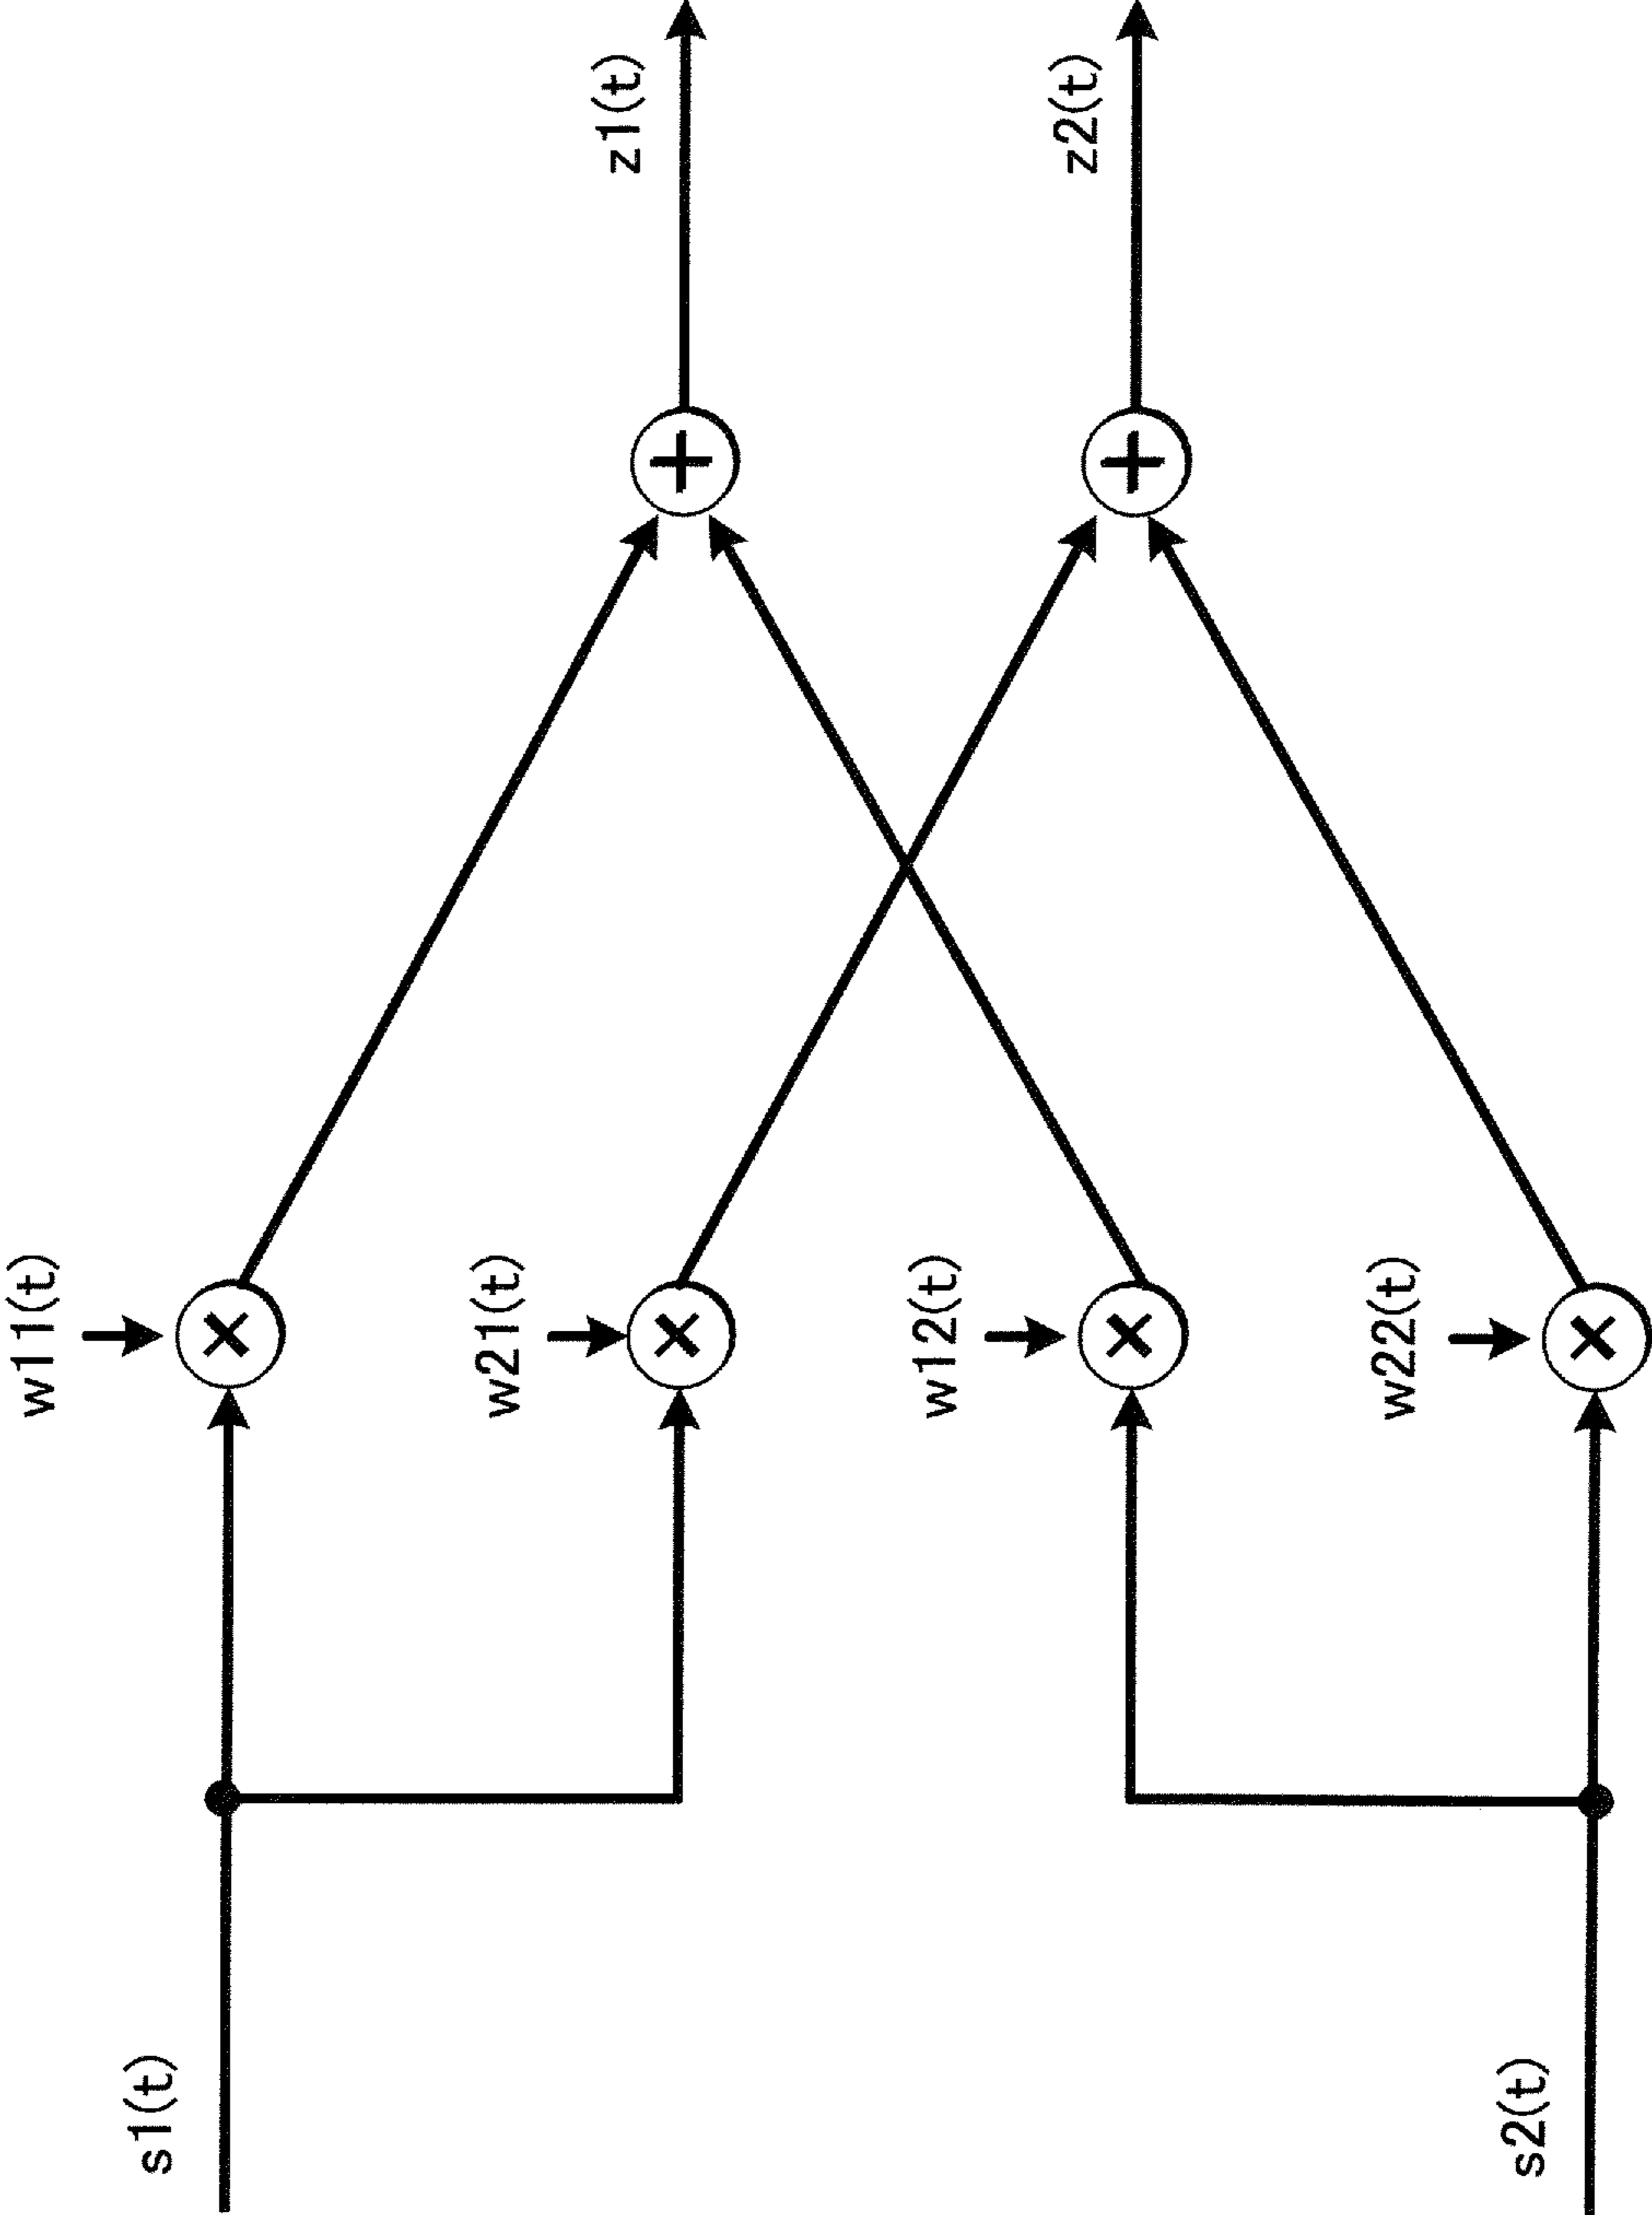 s1(t)
w11(t)
×
w21(t)
×
+
z1(t)
w12(t)
×
+
z2(t)
w22(t)
×
s2(t)